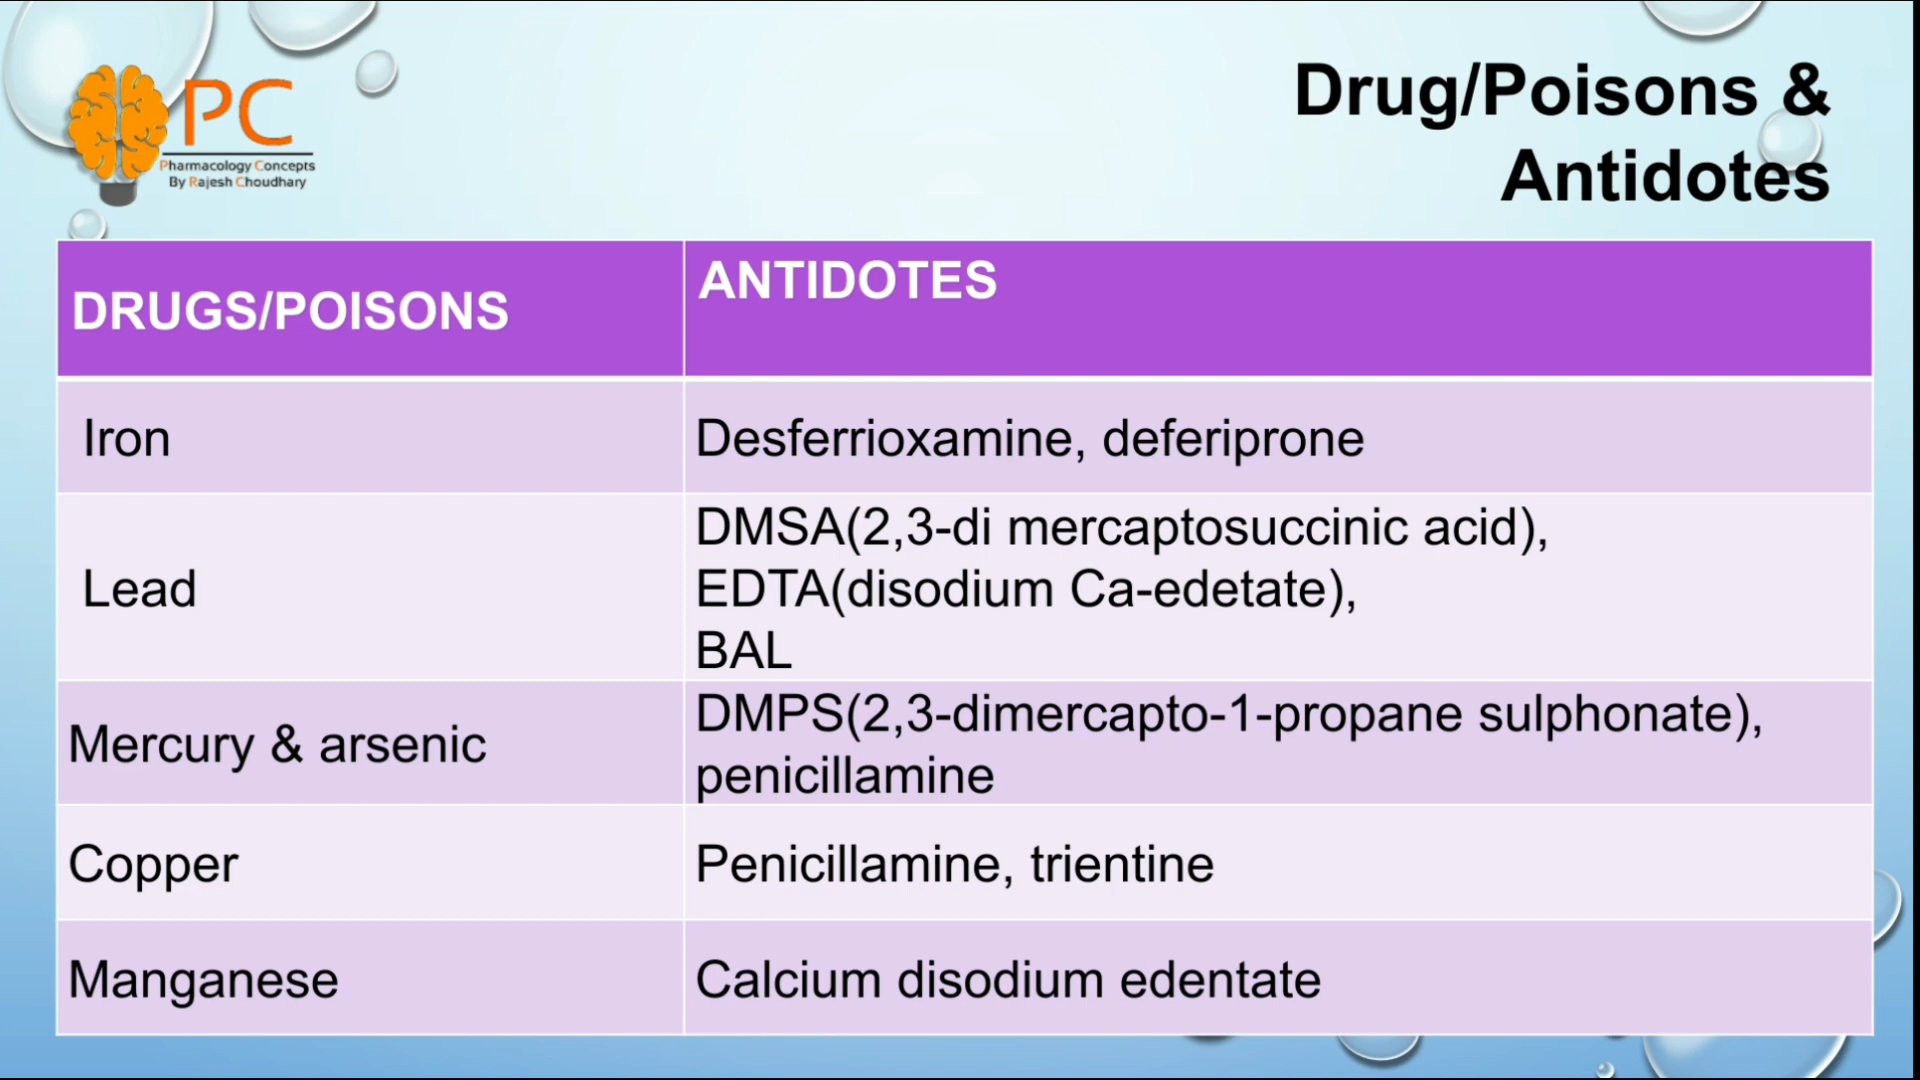 PC
Pharmacology Concepts
By Rajesh Choudhary
Drug/Poisons &
Antidotes
DRUGS/POISONS
ANTIDOTES
Iron
Desferrioxamine, deferiprone
Lead
DMSA(2,3-di mercaptosuccinic acid),
EDTA(disodium Ca-edetate),
BAL
Mercury & arsenic
DMPS(2,3-dimercapto-1-propane sulphonate),
penicillamine
Copper
Penicillamine, trientine
Manganese
Calcium disodium edentate